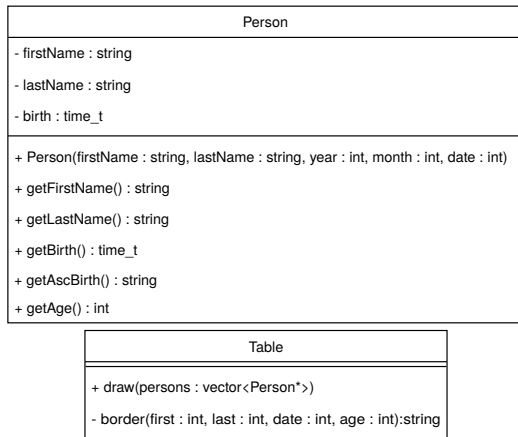 Person
- firstName : string
- lastName : string
- birth : time_t
+ Person(firstName : string, lastName : string, year : int, month : int, date : int)
+ getFirstName() : string
+ getLastName() : string
+ getBirth() : time_t
+ getAscBirth() : string
+ getAge() : int
Table
+ draw(persons : vector<Person*>)
- border(first : int, last : int, date : int, age : int):string